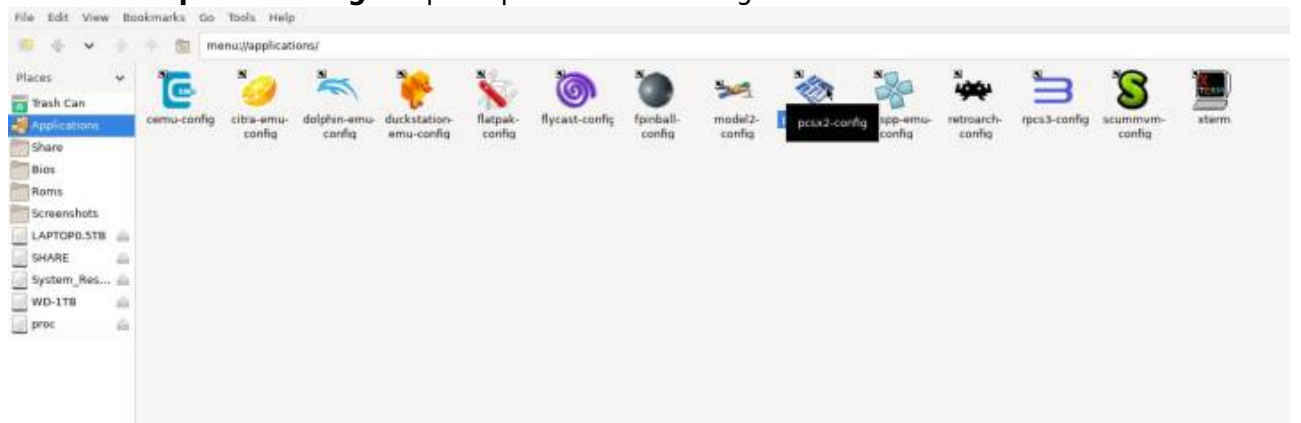 File Edit View Bookmarks Go Tools Help
menu://applications/
Places
Trash Can
Applications
Share
Bios
Roms
Screenshots
LAPTOP0.5TB
SHARE
System_Res...
WD-1TB
proc
cemu-config
citra-emu-
config
dolphin-emu-
config
duckstation-
emu-config
flatpak-
config
flycast-config
fpinball-
config
model2-
config
pcsx2-config
spp-emu-
config
retroarch-
config
rpcs3-config
scummvm-
config
xterm